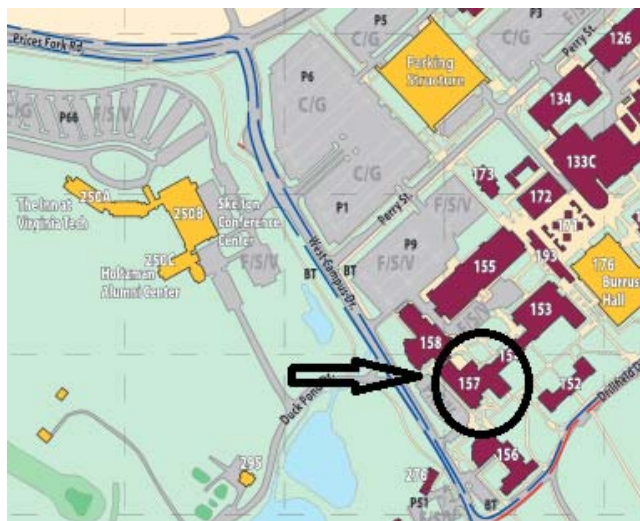 P5
C/G
P3
F/S/V
Prices Fork Rd
Perry St.
126
Parking
Structure
P6
C/G
134
C/G
P66
F/S/V
133C
C/G
173
172
250A
The Inn at
Virginia Tech
250B
Skelton
Conference
Center
P1
Perry St.
F/S/V
171
250C
Holtzman
Alumni Center
F/S/V
West Campus Dr.
BT
BT
P9
F/S/V
155
193
176
Burruss
Hall
153
158
F/S/V
157
152
Duck Pond Dr.
Drillfield D
295
156
276
P51
BT